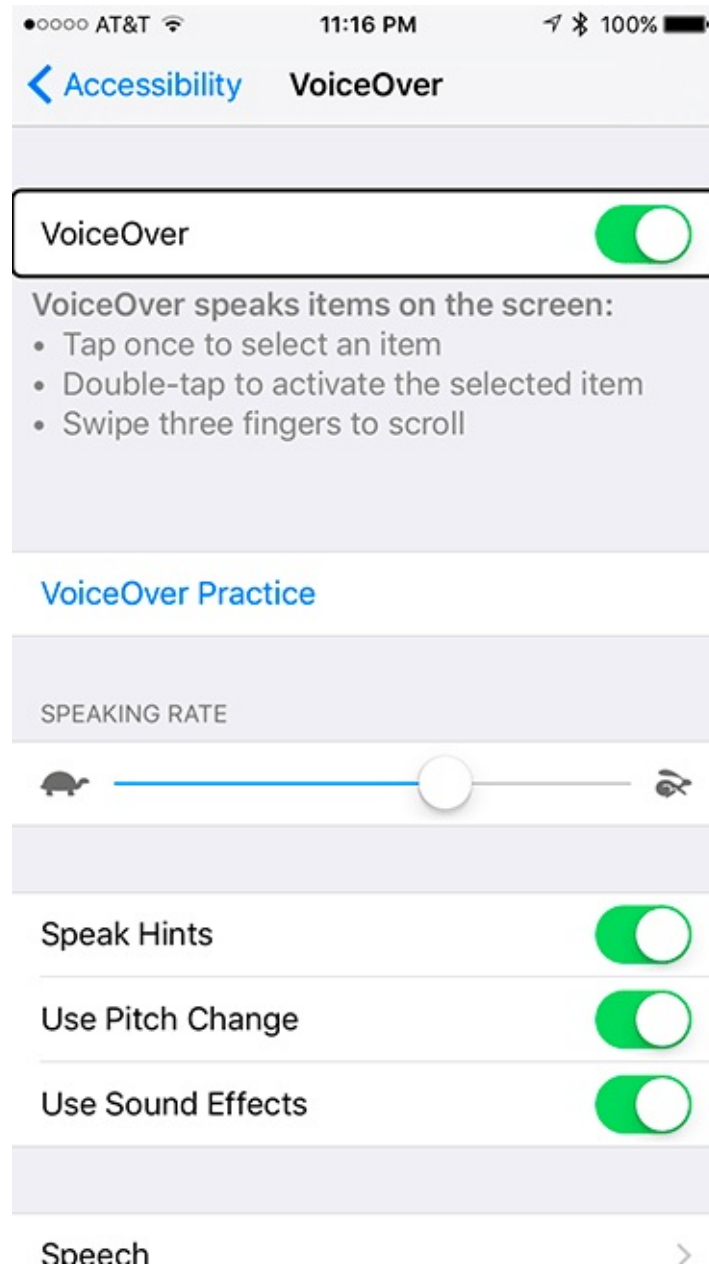 AT&T 11:16 PM 100%
Accessibility VoiceOver
VoiceOver
VoiceOver speaks items on the screen:
• Tap once to select an item
• Double-tap to activate the selected item
• Swipe three fingers to scroll
VoiceOver Practice
SPEAKING RATE
Speak Hints
Use Pitch Change
Use Sound Effects
Speech